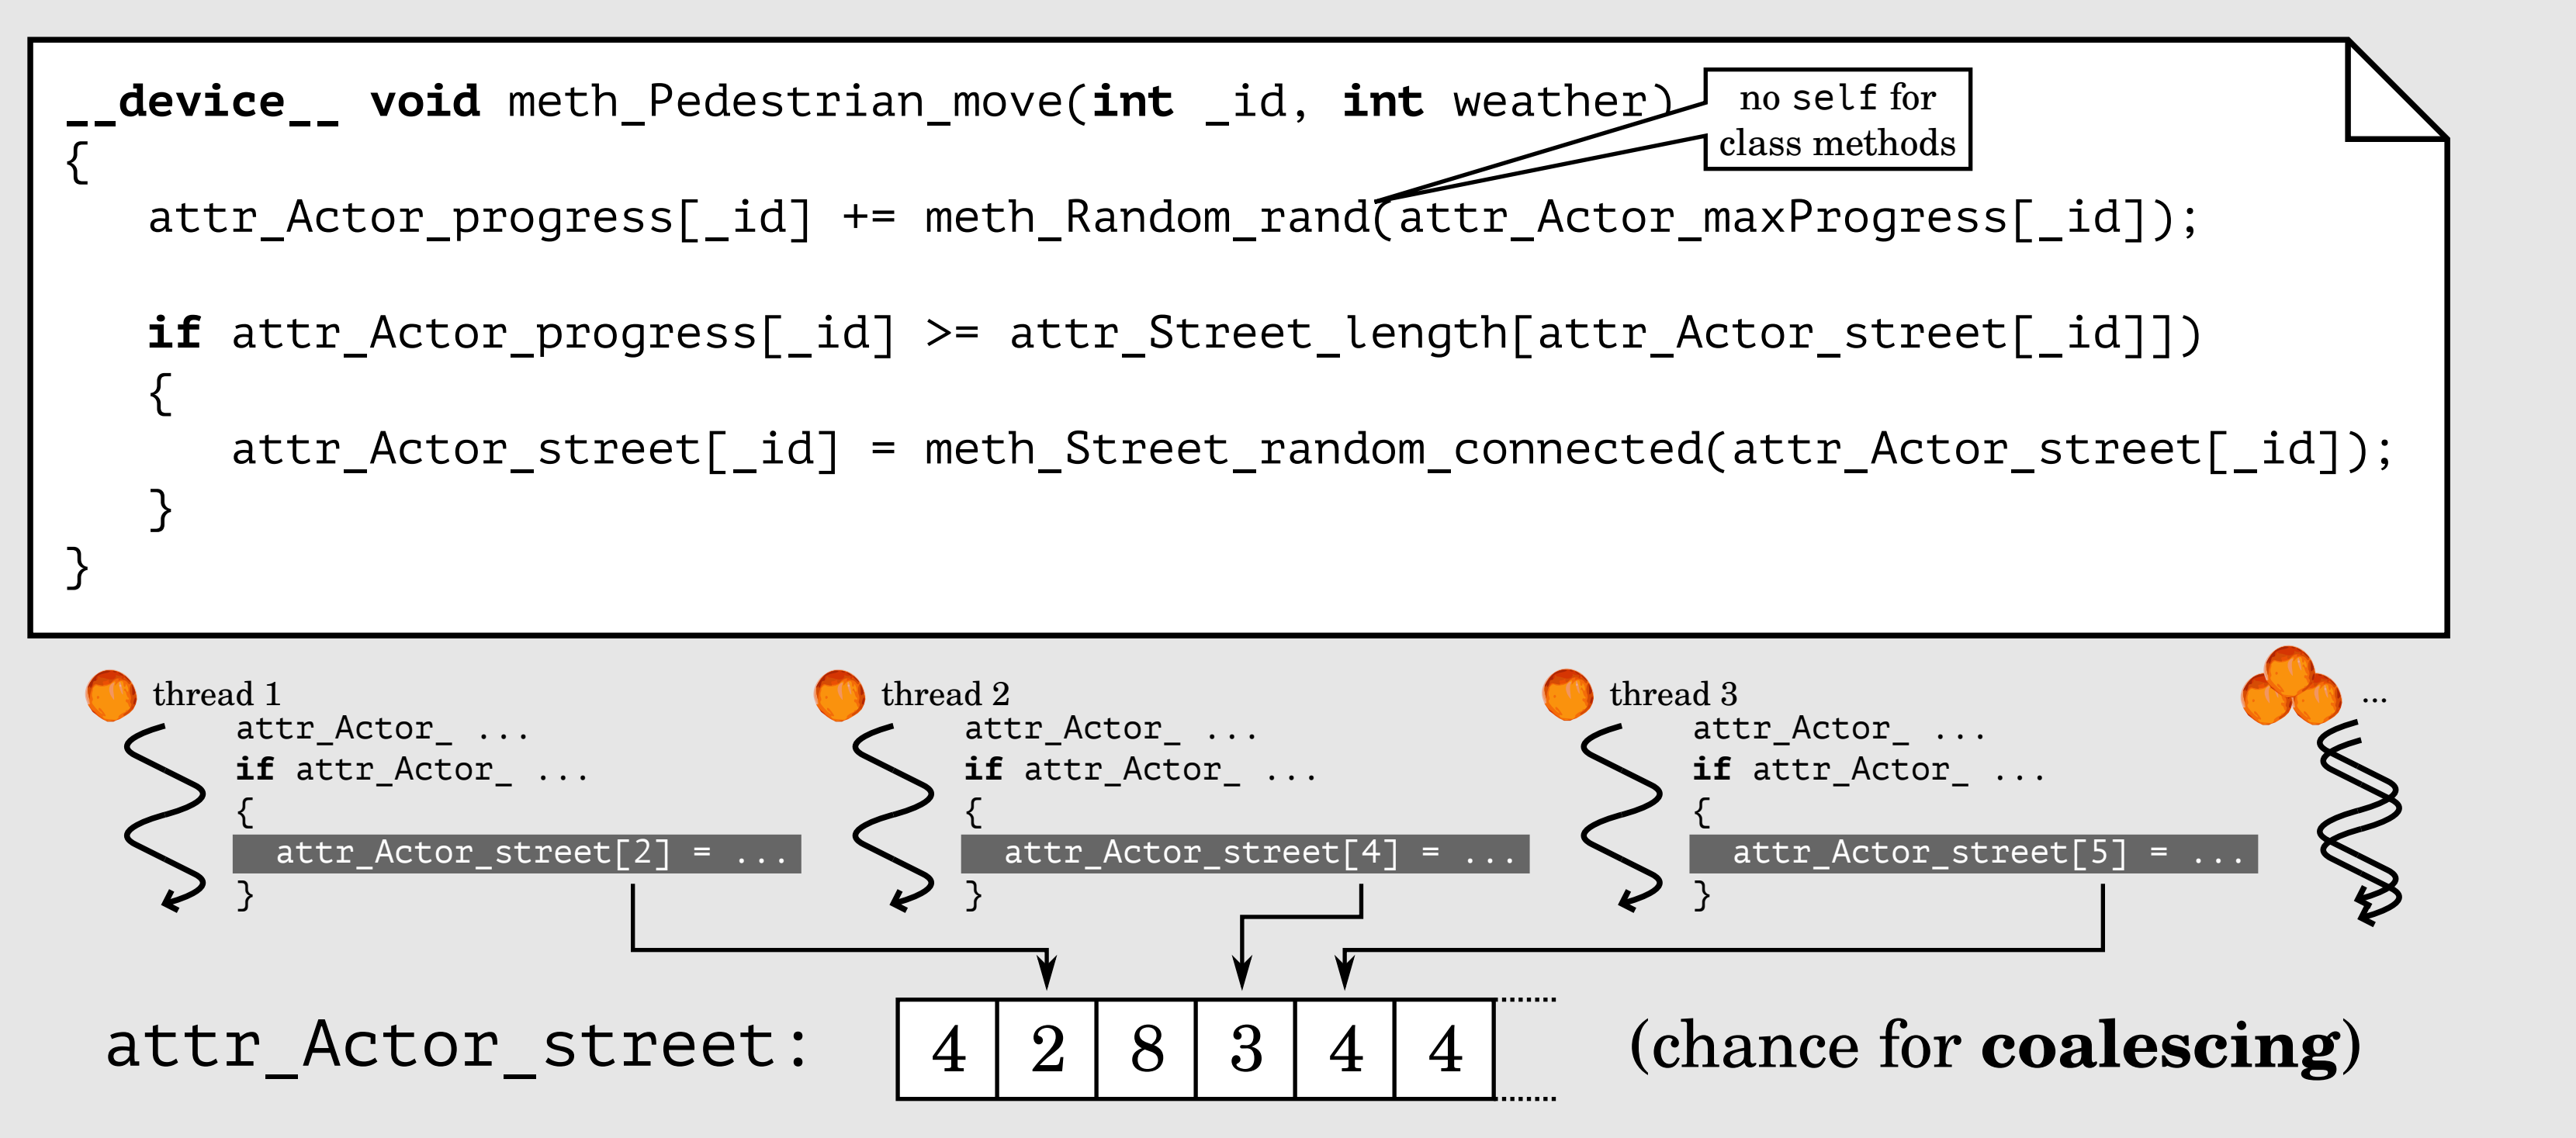 __device__ void meth_Pedestrian_move(int _id, int weather)
no self for
class methods
{
attr_Actor_progress[_id] += meth_Random_rand(attr_Actor_maxProgress[_id]);
if attr_Actor_progress[_id] >= attr_Street_length[attr_Actor_street[_id]])
{
attr_Actor_street[_id] = meth_Street_random_connected(attr_Actor_street[_id]);
}
}
thread 1
attr_Actor_ ...
if attr_Actor_ ...
{
attr_Actor_street[2] = ...
}
thread 2
attr_Actor_ ...
if attr_Actor_ ...
{
attr_Actor_street[4] = ...
}
thread 3
attr_Actor_ ...
if attr_Actor_ ...
{
attr_Actor_street[5] = ...
}
...
attr_Actor_street: 4 2 8 3 4 4 (chance for coalescing)